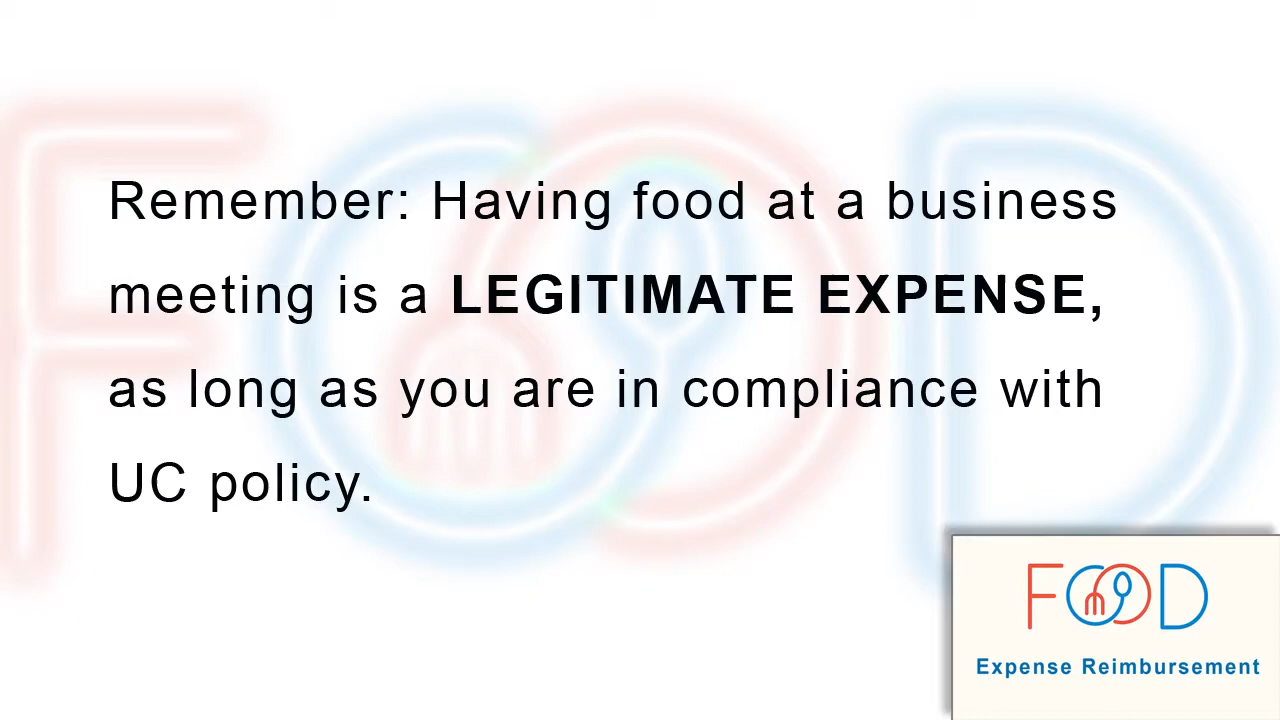 Remember: Having food at a business
meeting is a LEGITIMATE EXPENSE,
as long as you are in compliance with
UC policy.
FOOD
Expense Reimbursement